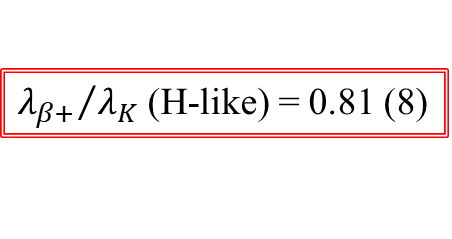 λβ+/λK (H-like) = 0.81 (8)